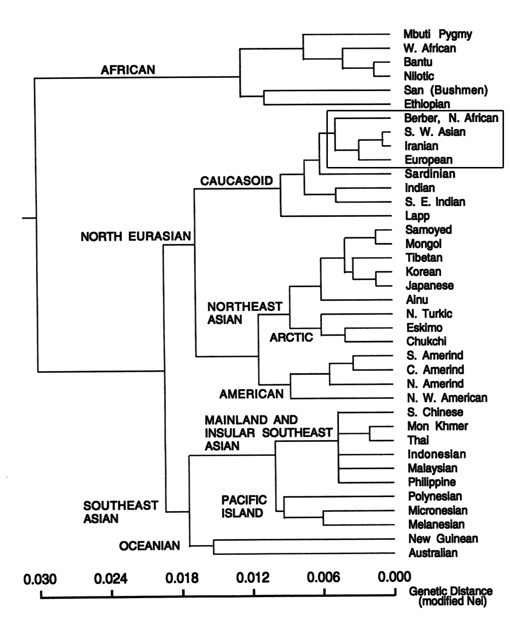 Mbuti Pygmy
W. African
AFRICAN
Bantu
Nilotic
San (Bushmen)
Ethiopian
Berber, N. African
S. W. Asian
Iranian
European
Sardinian
CAUCASOID
Indian
S. E. Indian
Lapp
Samoyed
NORTH EURASIAN
Mongol
Tibetan
Korean
Japanese
Ainu
NORTHEAST
ASIAN
N. Turkic
Eskimo
ARCTIC
Chukchi
S. Amerind
C. Amerind
N. Amerind
AMERICAN
N. W. American
S. Chinese
MAINLAND AND
INSULAR SOUTHEAST
ASIAN
Mon Khmer
Thai
Indonesian
Malaysian
Philippine
Polynesian
PACIFIC
ISLAND
SOUTHEAST
ASIAN
Micronesian
Melanesian
New Guinean
OCEANIAN
Australian
0.030 0.024 0.018 0.012 0.006 0.000
Genetic Distance
(modified Nei)